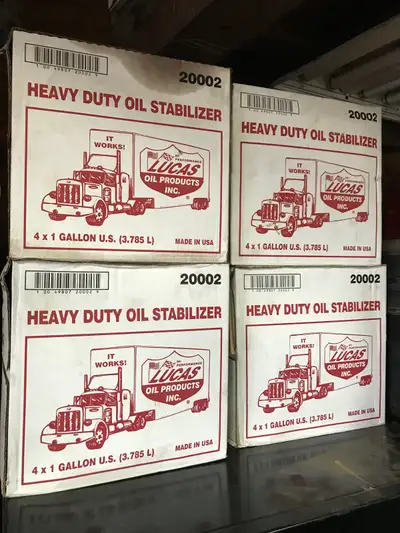 20002
HEAVY DUTY OIL STABILIZER
IT
WORKS!
LUCAS
OIL PRODUCTS
INC.
4 x 1 GALLON U.S. (3.785 L)
MADE IN USA
20002
HEAVY DUTY OIL STABILIZER
IT
WORKS!
LUCAS
OIL PRODUCTS
INC.
4 x 1 GALLON U.S. (3.785 L)
MADE IN USA
20002
HEAVY DUTY OIL STABILIZER
IT
WORKS!
LUCAS
OIL PRODUCTS
INC.
4 x 1 GALLON U.S. (3.785 L)
MADE IN USA
20002
HEAVY DUTY OIL STABILIZER
IT
WORKS!
LUCAS
OIL PRODUCTS
INC.
4 x 1 GALLON U.S. (3.785 L)
MADE IN USA